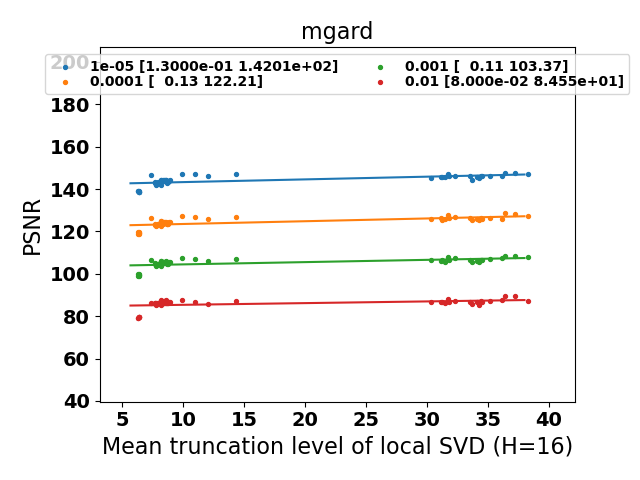 mgard
200
1e-05 [1.3000e-01 1.4201e+02]
0.0001 [  0.13 122.21]
0.001 [  0.11 103.37]
0.01 [8.000e-02 8.455e+01]
180
160
140
120
100
80
60
40
PSNR
5 10 15 20 25 30 35 40
Mean truncation level of local SVD (H=16)